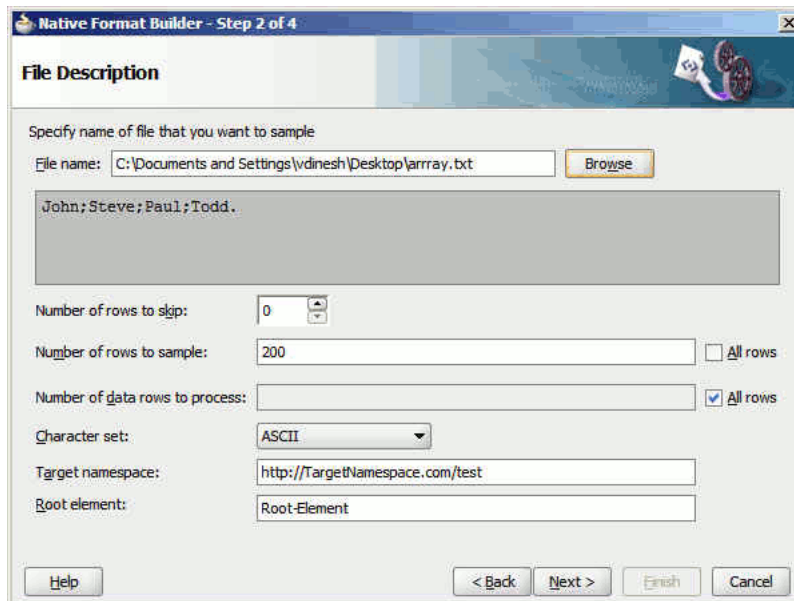 Native Format Builder - Step 2 of 4
File Description
Specify name of file that you want to sample
File name: C:\Documents and Settings\vdinesh\Desktop\arrray.txt Browse
John;Steve;Paul;Todd.
Number of rows to skip: 0
Number of rows to sample: 200 All rows
Number of data rows to process: All rows
Character set: ASCII
Target namespace: http://TargetNamespace.com/test
Root element: Root-Element
Help < Back Next > Finish Cancel